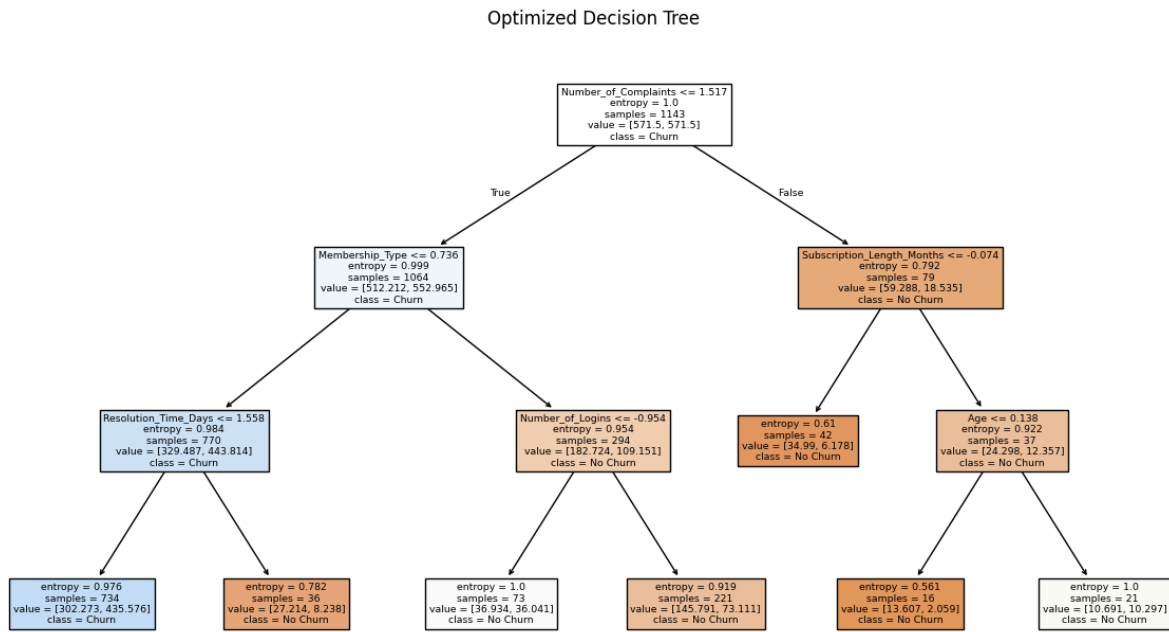 Optimized Decision Tree
Number_of_Complaints <= 1.517
entropy = 1.0
samples = 1143
value = [571.5, 571.5]
class = Churn
True
False
Membership_Type <= 0.736
entropy = 0.999
samples = 1064
value = [512.212, 552.965]
class = Churn
Subscription_Length_Months <= -0.074
entropy = 0.792
samples = 79
value = [59.288, 18.535]
class = No Churn
Resolution_Time_Days <= 1.558
entropy = 0.984
samples = 770
value = [329.487, 443.814]
class = Churn
Number_of_Logins <= -0.954
entropy = 0.954
samples = 294
value = [182.724, 109.151]
class = No Churn
entropy = 0.61
samples = 42
value = [34.99, 6.178]
class = No Churn
Age <= 0.138
entropy = 0.922
samples = 37
value = [24.298, 12.357]
class = No Churn
entropy = 0.976
samples = 734
value = [302.273, 435.576]
class = Churn
entropy = 0.782
samples = 36
value = [27.214, 8.238]
class = No Churn
entropy = 1.0
samples = 73
value = [36.934, 36.041]
class = No Churn
entropy = 0.919
samples = 221
value = [145.791, 73.111]
class = No Churn
entropy = 0.561
samples = 16
value = [13.607, 2.059]
class = No Churn
entropy = 1.0
samples = 21
value = [10.691, 10.297]
class = No Churn